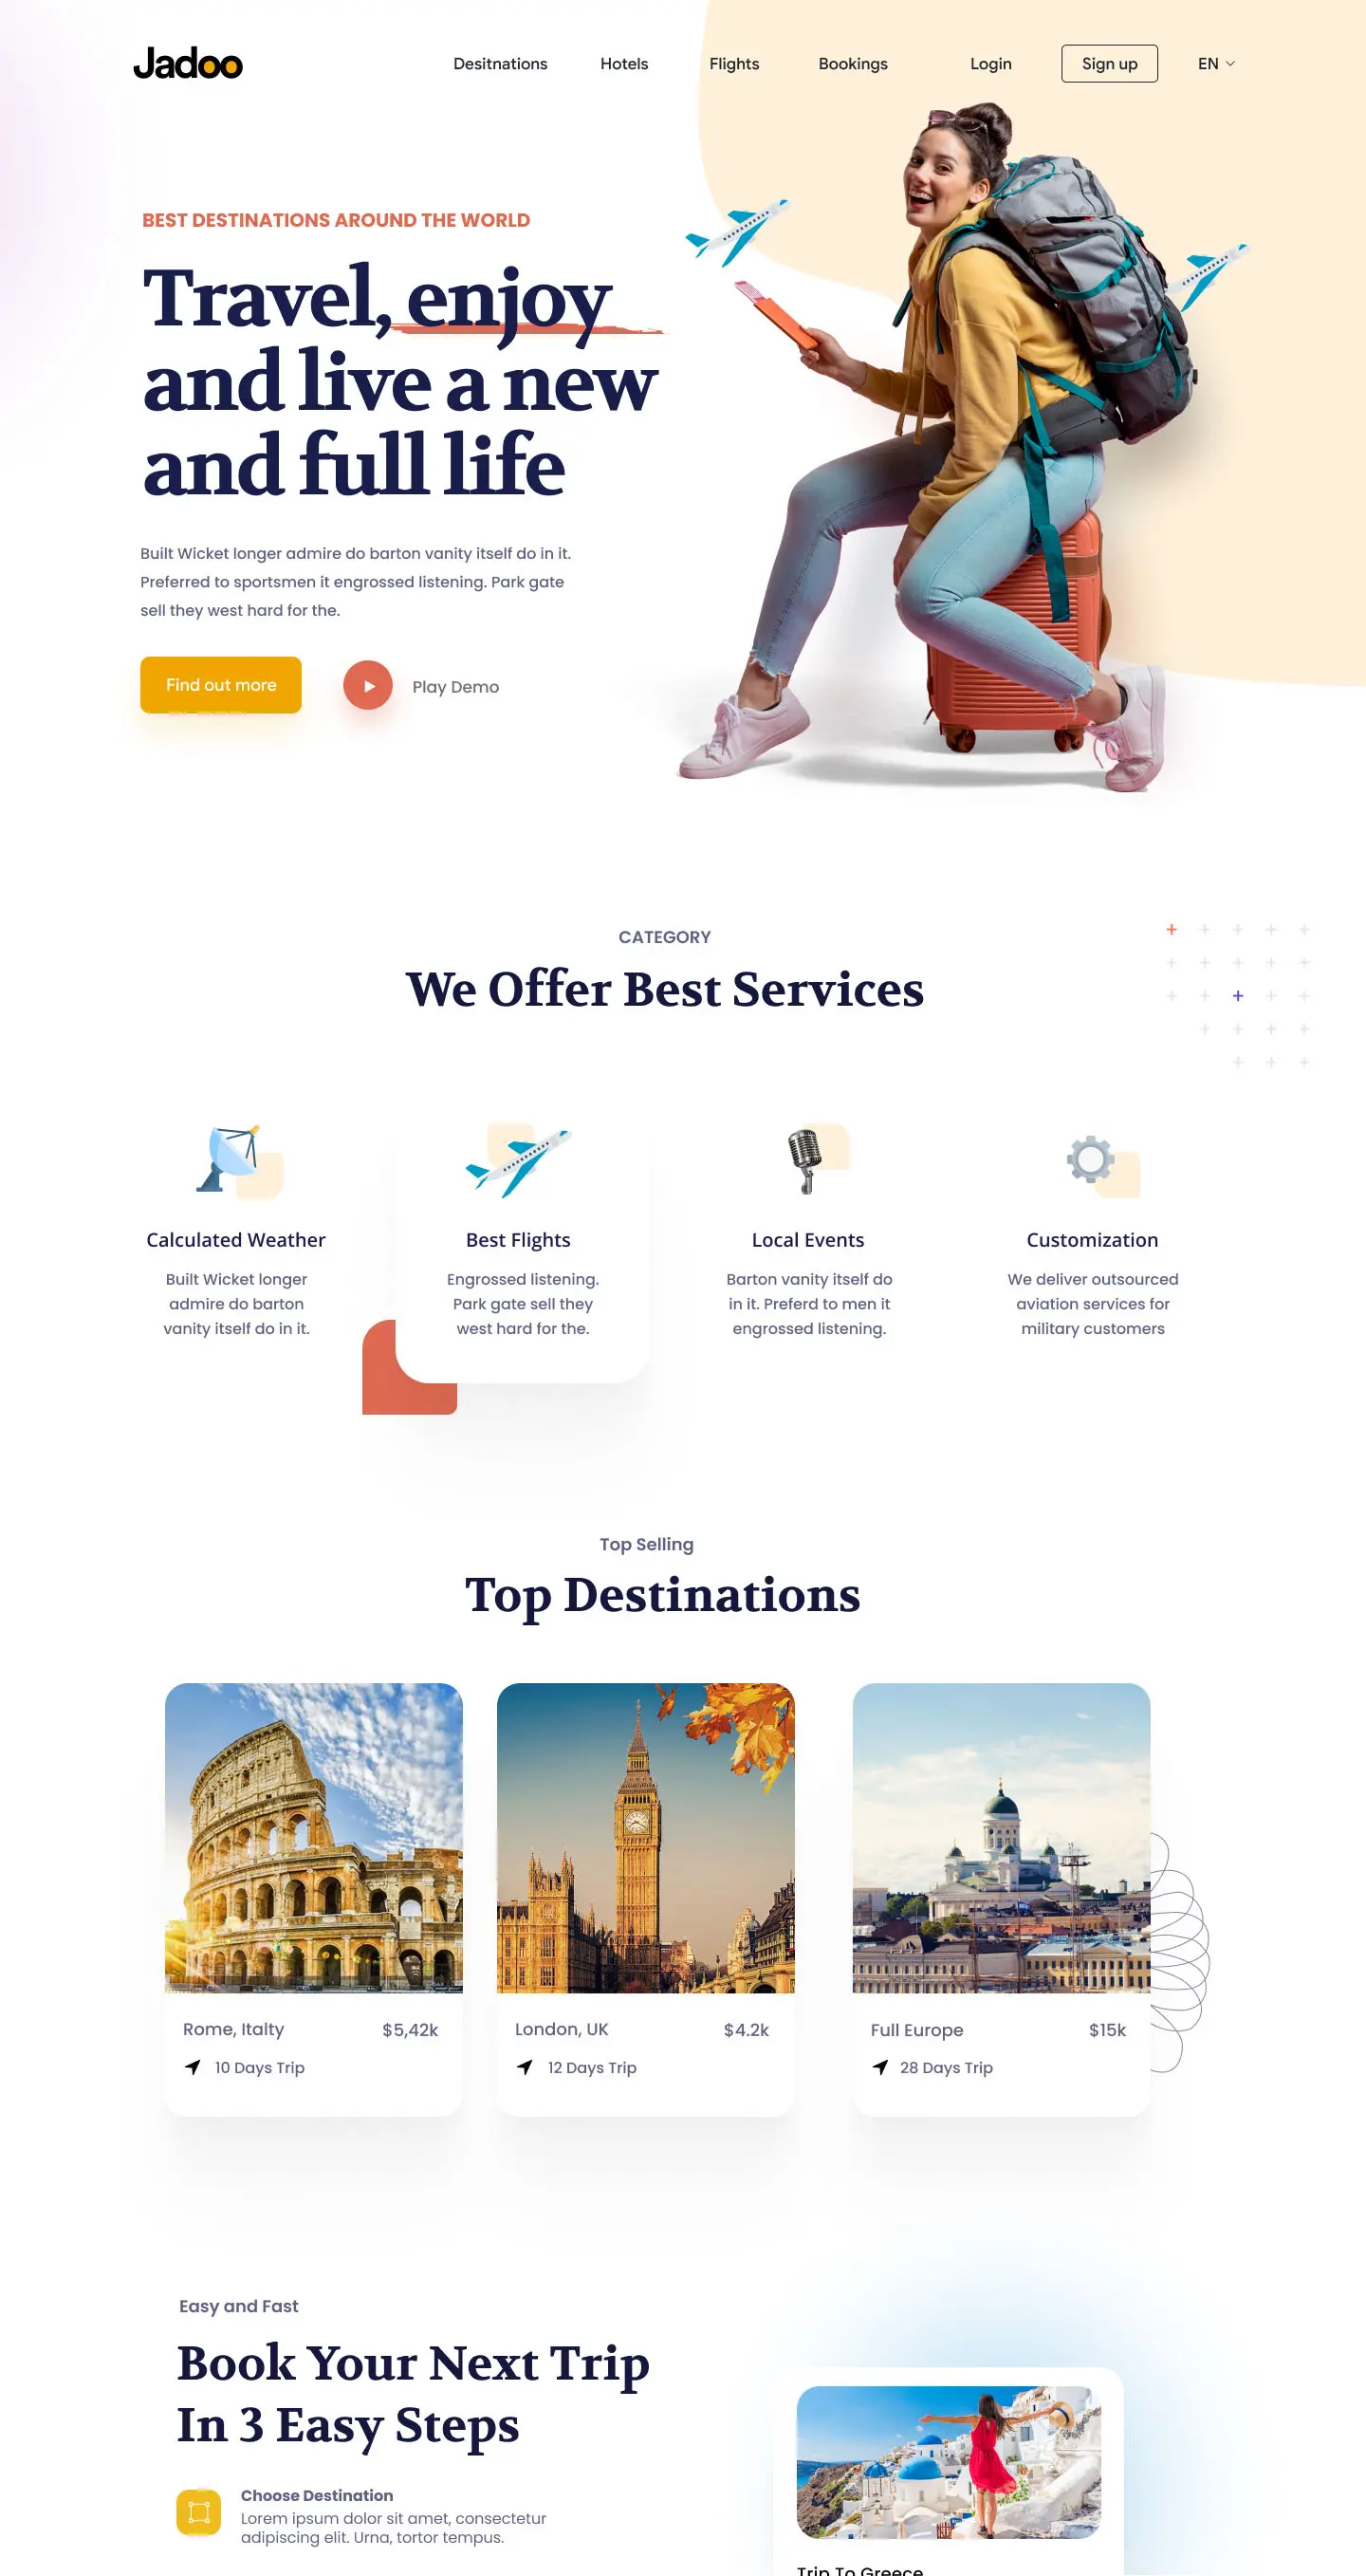 Jadoo
Desitnations
Hotels
Flights
Bookings
Login
Sign up
EN
BEST DESTINATIONS AROUND THE WORLD
Travel, enjoy
and live a new
and full life
Built Wicket longer admire do barton vanity itself do in it.
Preferred to sportsmen it engrossed listening. Park gate
sell they west hard for the.
Find out more
Play Demo
CATEGORY
We Offer Best Services
Calculated Weather
Built Wicket longer
admire do barton
vanity itself do in it.
Best Flights
Engrossed listening.
Park gate sell they
west hard for the.
Local Events
Barton vanity itself do
in it. Preferd to men it
engrossed listening.
Customization
We deliver outsourced
aviation services for
military customers
Top Selling
Top Destinations
Rome, Italty
$5,42k
10 Days Trip
London, UK
$4.2k
12 Days Trip
Full Europe
$15k
28 Days Trip
Easy and Fast
Book Your Next Trip
In 3 Easy Steps
Choose Destination
Lorem ipsum dolor sit amet, consectetur
adipiscing elit. Urna, tortor tempus.
Trip To Greece